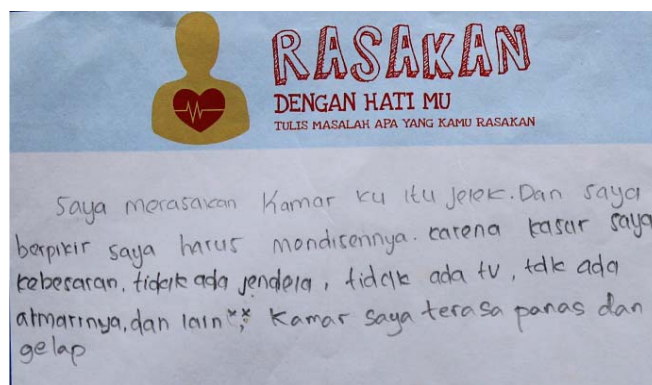 RASAKAN
DENGAN HATI MU
TULIS MASALAH APA YANG KAMU RASAKAN
Saya merasakan Kamar ku itu jelek. Dan saya
berpikir saya harus mendisennya. karena kasur saya
kebesaran, tidak ada jendela, tidak ada tv, tdk ada
almarinya, dan lain", Kamar saya terasa panas dan
gelap